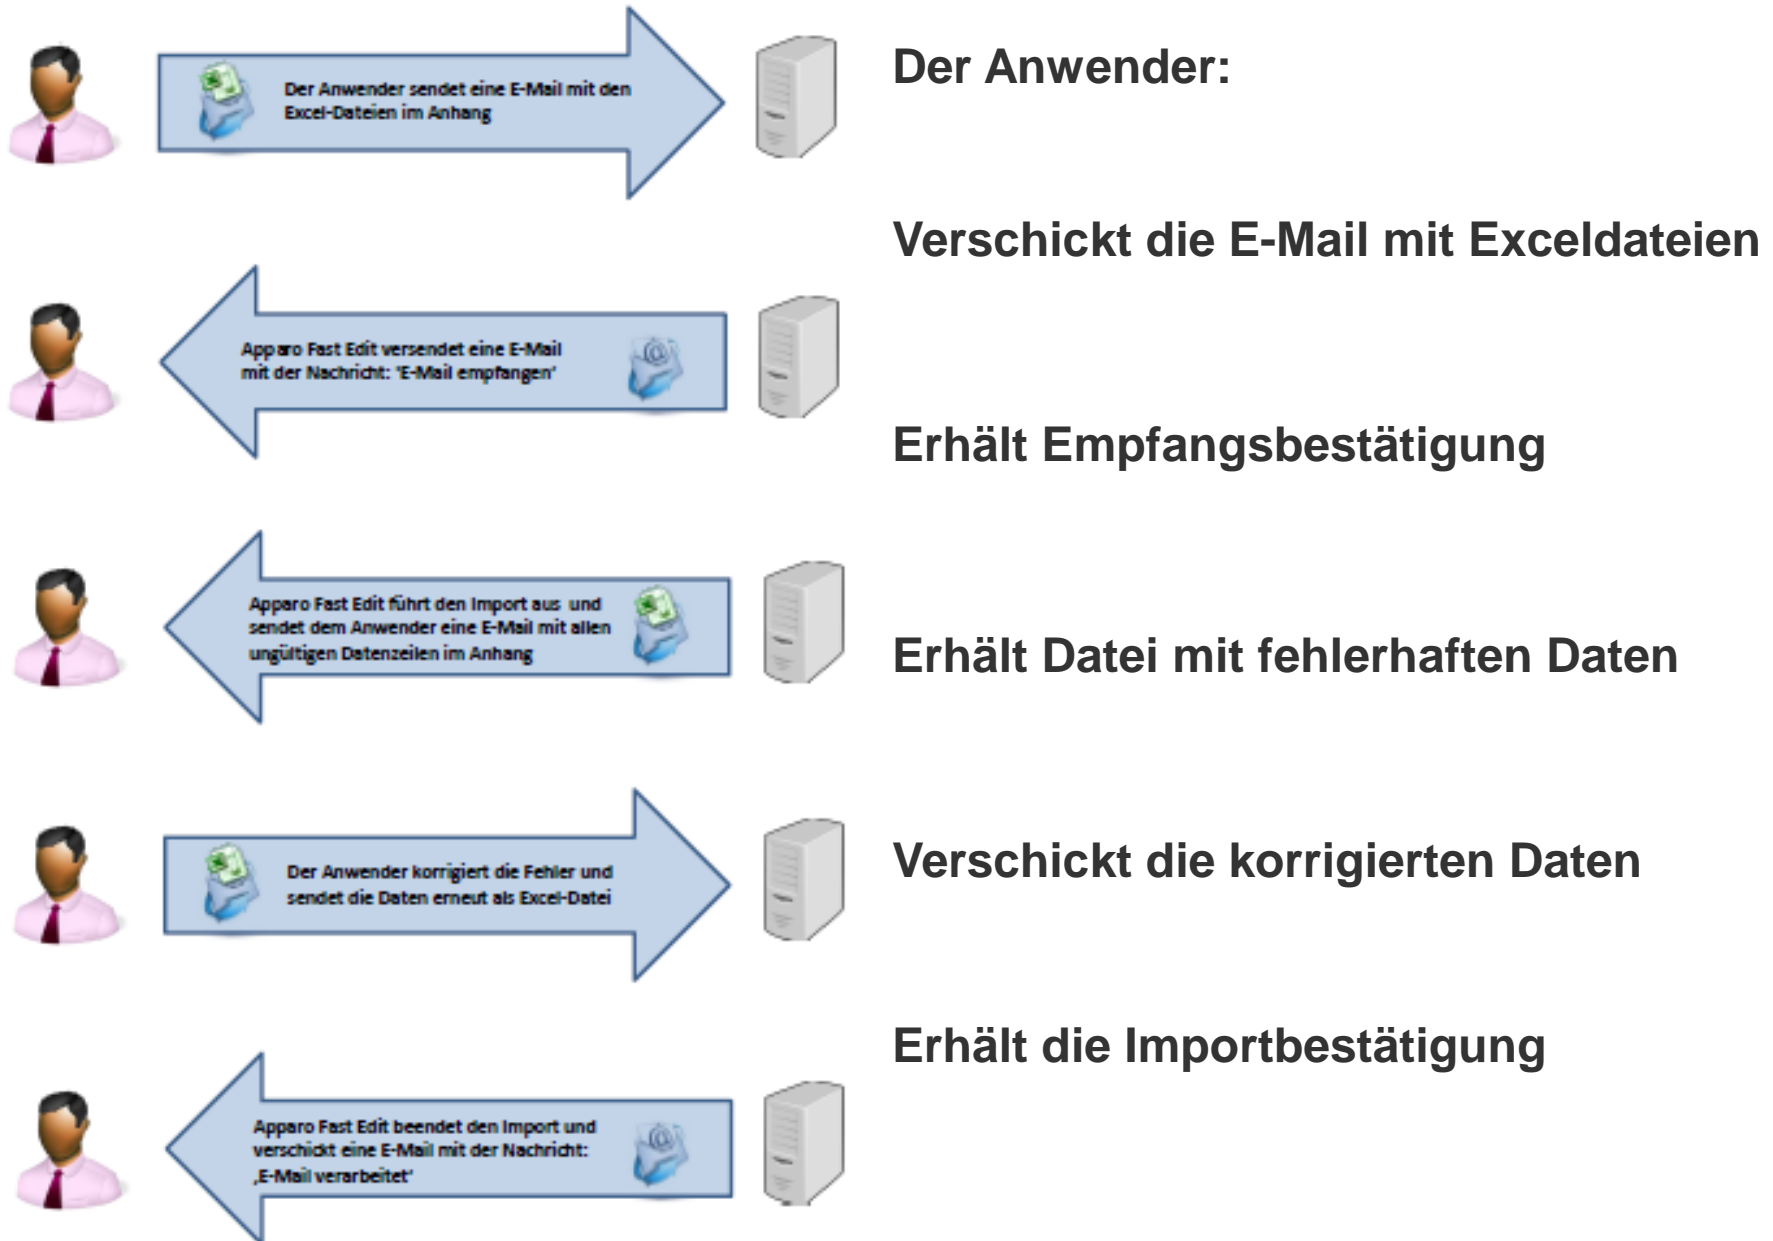 Der Anwender:
Der Anwender sendet eine E-Mail mit den
Excel-Dateien im Anhang
Verschickt die E-Mail mit Exceldateien
Apparo Fast Edit versendet eine E-Mail
mit der Nachricht: 'E-Mail empfangen'
Erhält Empfangsbestätigung
Apparo Fast Edit führt den Import aus und
sendet dem Anwender eine E-Mail mit allen
ungültigen Datenzeilen im Anhang
Erhält Datei mit fehlerhaften Daten
Der Anwender korrigiert die Fehler und
sendet die Daten erneut als Excel-Datei
Verschickt die korrigierten Daten
Erhält die Importbestätigung
Apparo Fast Edit beendet den Import und
verschickt eine E-Mail mit der Nachricht:
‚E-Mail verarbeitet'